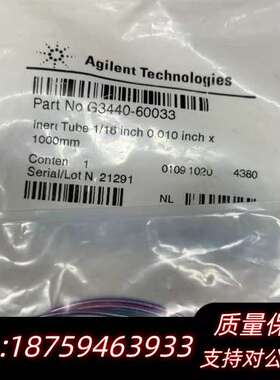 Agilent Technologies
Part No G3440-60033
Inert Tube 1/16 inch 0.010 inch x
1000mm
Conten 1
0109 1020 4380
Serial/Lot N 21291
NL
质量保
:18759463933
支持对公